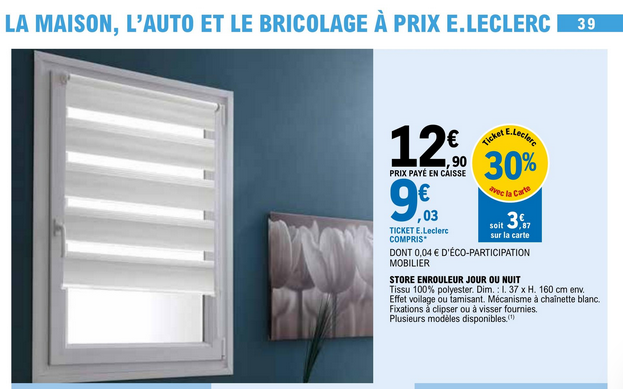 LA MAISON, L'AUTO ET LE BRICOLAGE À PRIX E.LECLERC 39
12€,90
PRIX PAYÉ EN CAISSE
9€,03
TICKET E.Leclerc
COMPRIS*
Ticket E.Leclerc
30%
avec la Carte
soit 3€,87
sur la carte
DONT 0,04 € D'ÉCO-PARTICIPATION
MOBILIER
STORE ENROULEUR JOUR OU NUIT
Tissu 100% polyester. Dim. : l. 37 x H. 160 cm env.
Effet voilage ou tamisant. Mécanisme à chaînette blanc.
Fixations à clipser ou à visser fournies.
Plusieurs modèles disponibles.(1)